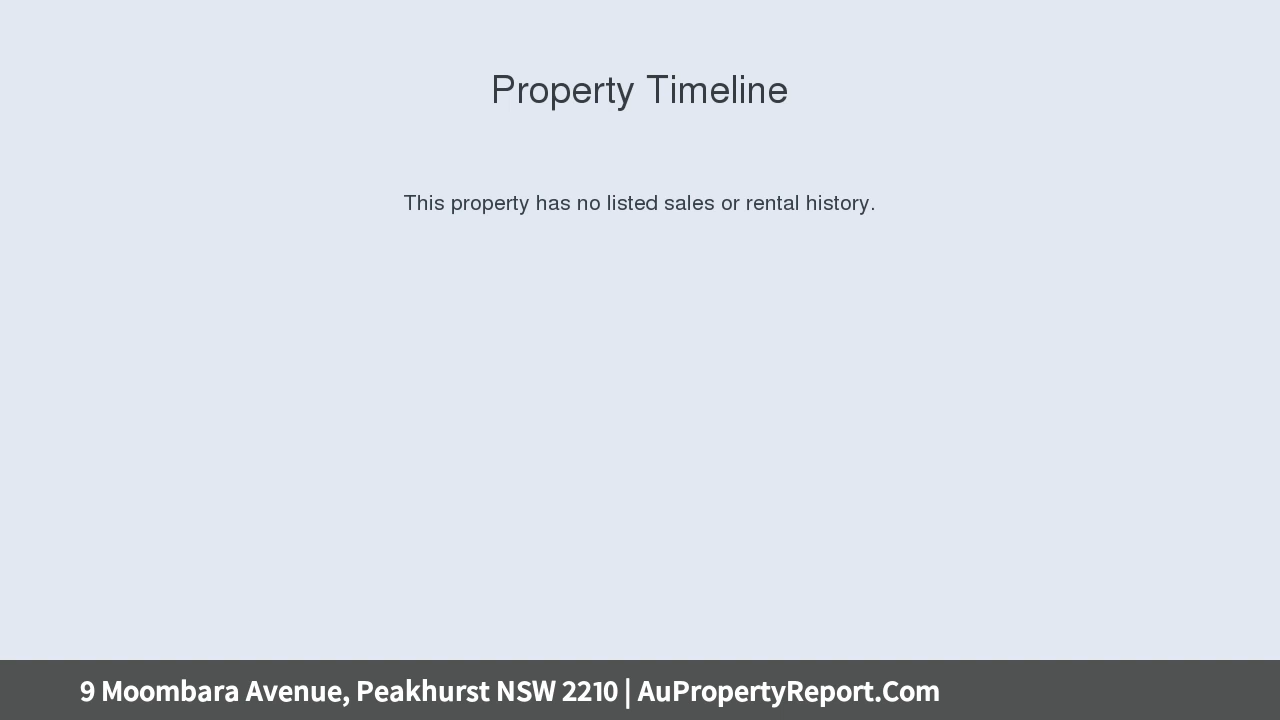 Property Timeline
This property has no listed sales or rental history.
9 Moombara Avenue, Peakhurst NSW 2210 | AuPropertyReport.Com